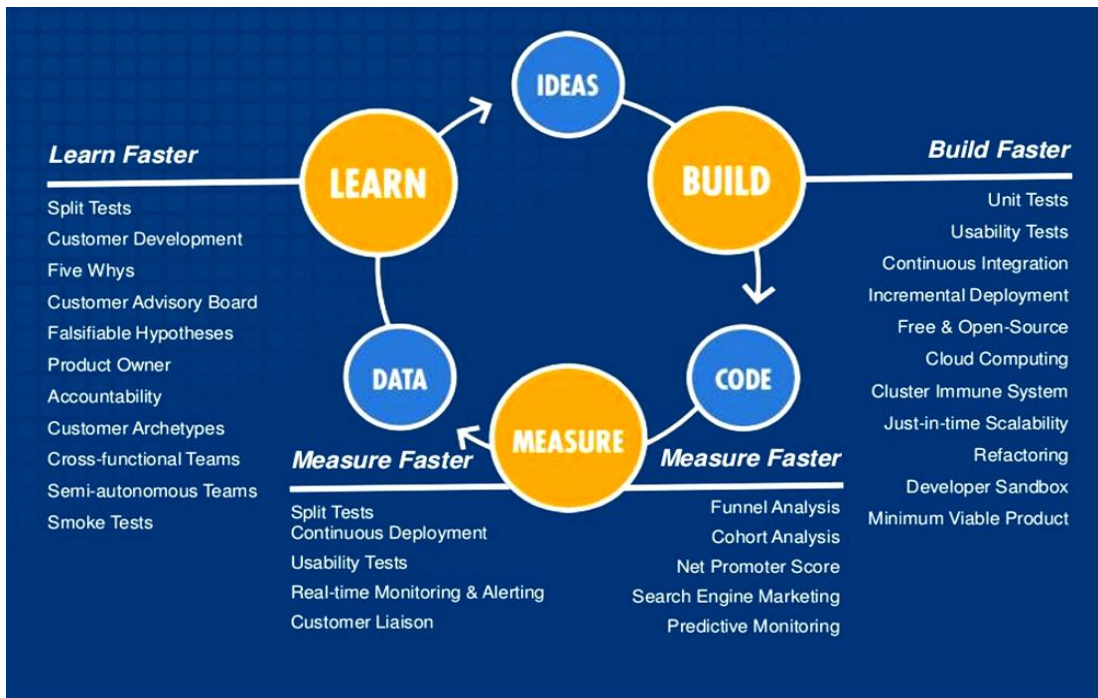 IDEAS
LEARN
BUILD
DATA
CODE
MEASURE
Learn Faster
Split Tests
Customer Development
Five Whys
Customer Advisory Board
Falsifiable Hypotheses
Product Owner
Accountability
Customer Archetypes
Cross-functional Teams
Semi-autonomous Teams
Smoke Tests
Measure Faster
Split Tests
Continuous Deployment
Usability Tests
Real-time Monitoring & Alerting
Customer Liaison
Measure Faster
Funnel Analysis
Cohort Analysis
Net Promoter Score
Search Engine Marketing
Predictive Monitoring
Build Faster
Unit Tests
Usability Tests
Continuous Integration
Incremental Deployment
Free & Open-Source
Cloud Computing
Cluster Immune System
Just-in-time Scalability
Refactoring
Developer Sandbox
Minimum Viable Product